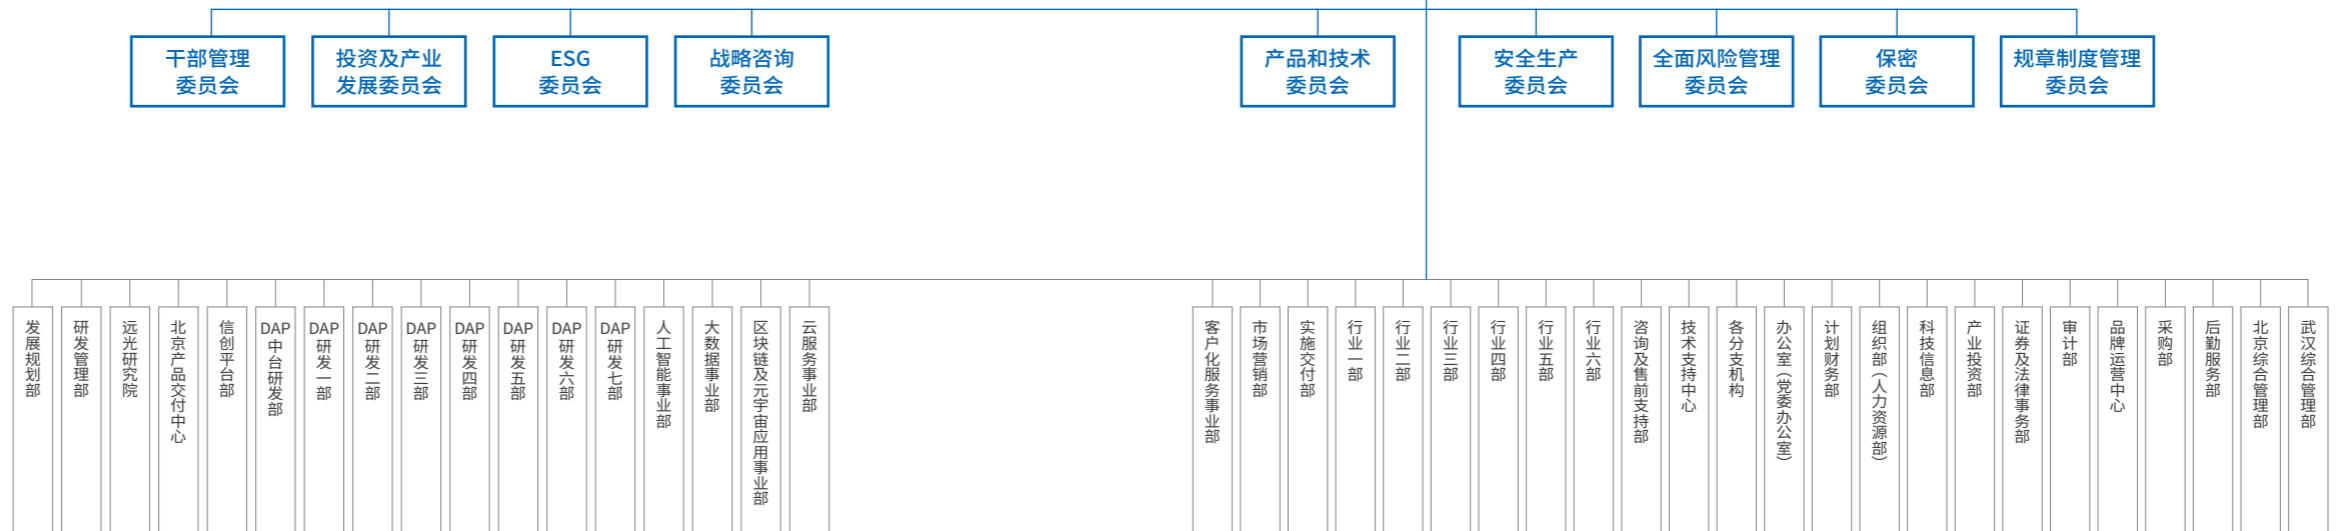 干部管理
委员会
投资及产业
发展委员会
ESG
委员会
战略咨询
委员会
产品和技术
委员会
安全生产
委员会
全面风险管理
委员会
保密
委员会
规章制度管理
委员会
发展规划部
研发管理部
远光研究院
北京产品交付中心
信创平台部
DAP中台研发部
DAP研发一部
DAP研发二部
DAP研发三部
DAP研发四部
DAP研发五部
DAP研发六部
DAP研发七部
人工智能事业部
大数据事业部
区块链及元宇宙应用事业部
云服务事业部
客户化服务事业部
市场营销部
实施交付部
行业一部
行业二部
行业三部
行业四部
行业五部
行业六部
咨询及售前支持部
技术支持中心
各分支机构
办公室（党委办公室）
计划财务部
组织部（人力资源部）
科技信息部
产业投资部
证券及法律事务部
审计部
品牌运营中心
采购部
后勤服务部
北京综合管理部
武汉综合管理部